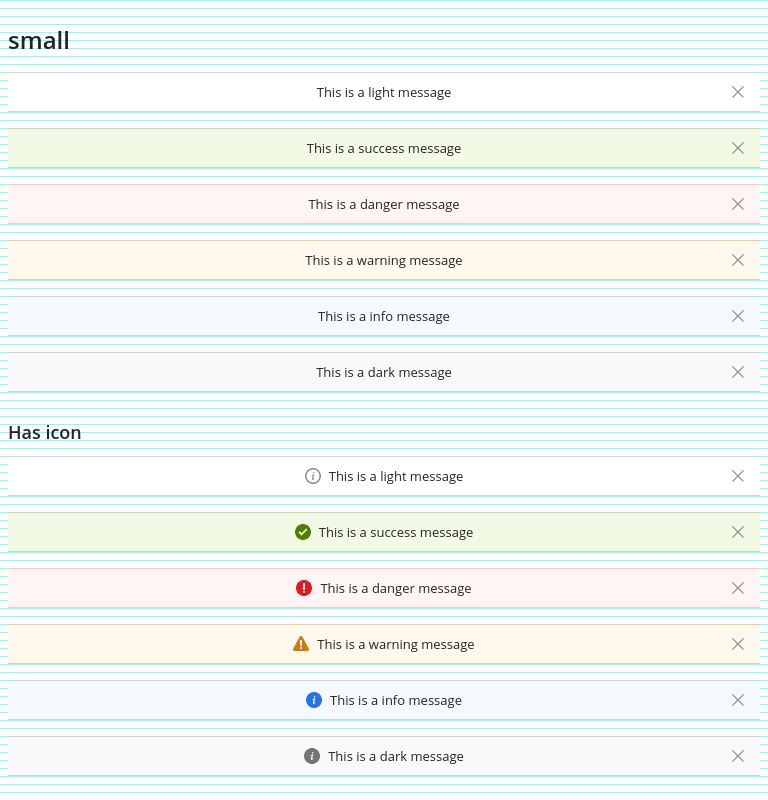 small
This is a light message
This is a success message
This is a danger message
This is a warning message
This is a info message
This is a dark message
Has icon
This is a light message
This is a success message
This is a danger message
This is a warning message
This is a info message
This is a dark message